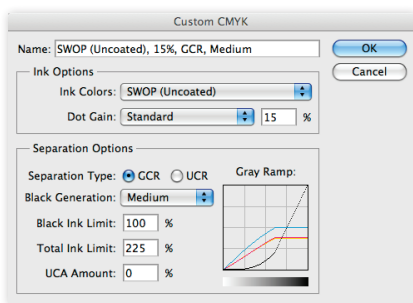 Custom CMYK
Name: SWOP (Uncoated), 15%, GCR, Medium
OK
Cancel
Ink Options
Ink Colors: SWOP (Uncoated)
Dot Gain: Standard 15 %
Separation Options
Separation Type: GCR UCR
Gray Ramp:
Black Generation: Medium
Black Ink Limit: 100 %
Total Ink Limit: 225 %
UCA Amount: 0 %